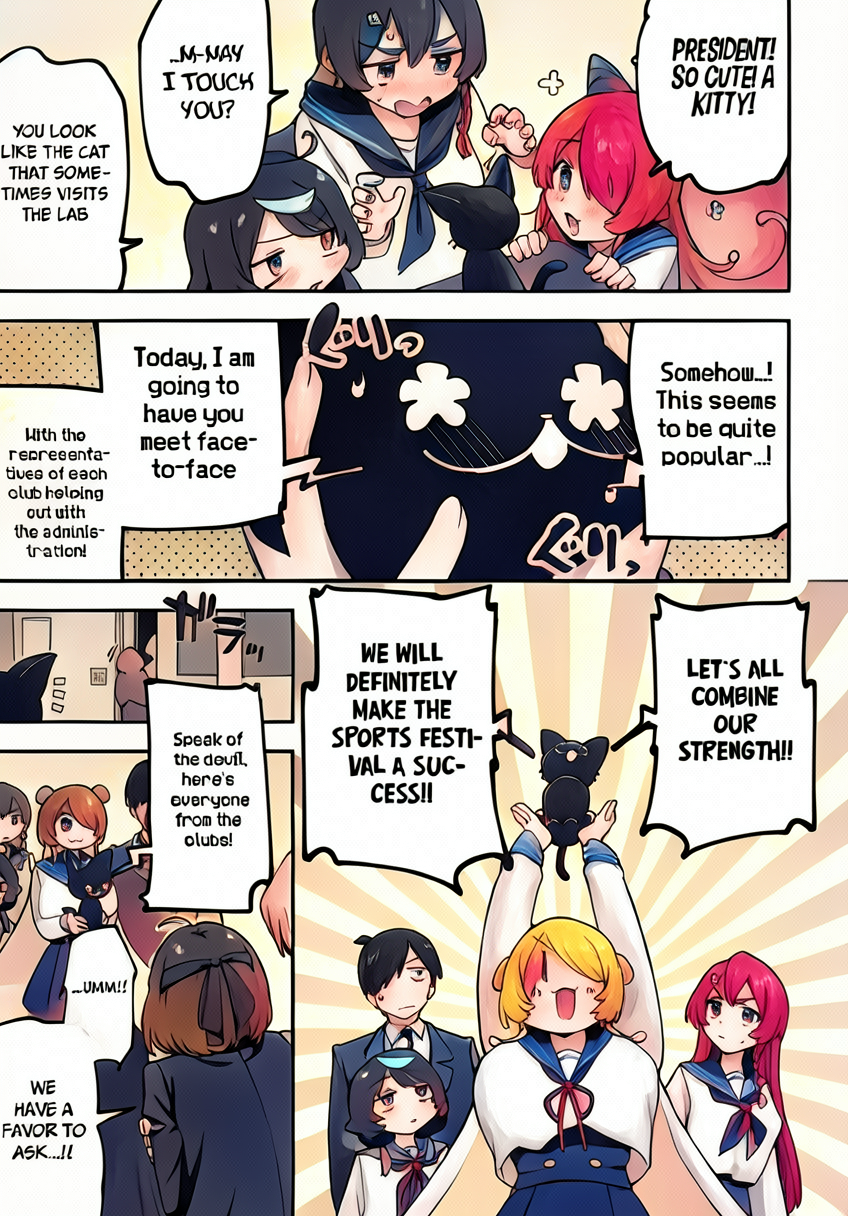 PRESIDENT!
SO CUTE! A
KITTY!
...M-MAY
I TOUCH
YOU?
YOU LOOK
LIKE THE CAT
THAT SOME-
TIMES VISITS
THE LAB
Somehow...!
This seems
to be quite
popular...!
Today, I am
going to
have you
meet face-
to-face
With the
representa-
tives of each
club helping
out with
the adminis-
tration!
LET'S ALL
COMBINE
OUR
STRENGTH!!
WE WILL
DEFINITELY
MAKE THE
SPORTS FESTI-
VAL A SUC-
CESS!!
ガラッ
Speak of
the devil,
here's
everyone
from the
clubs!
...UMM!!
WE
HAVE A
FAVOR TO
ASK...!!